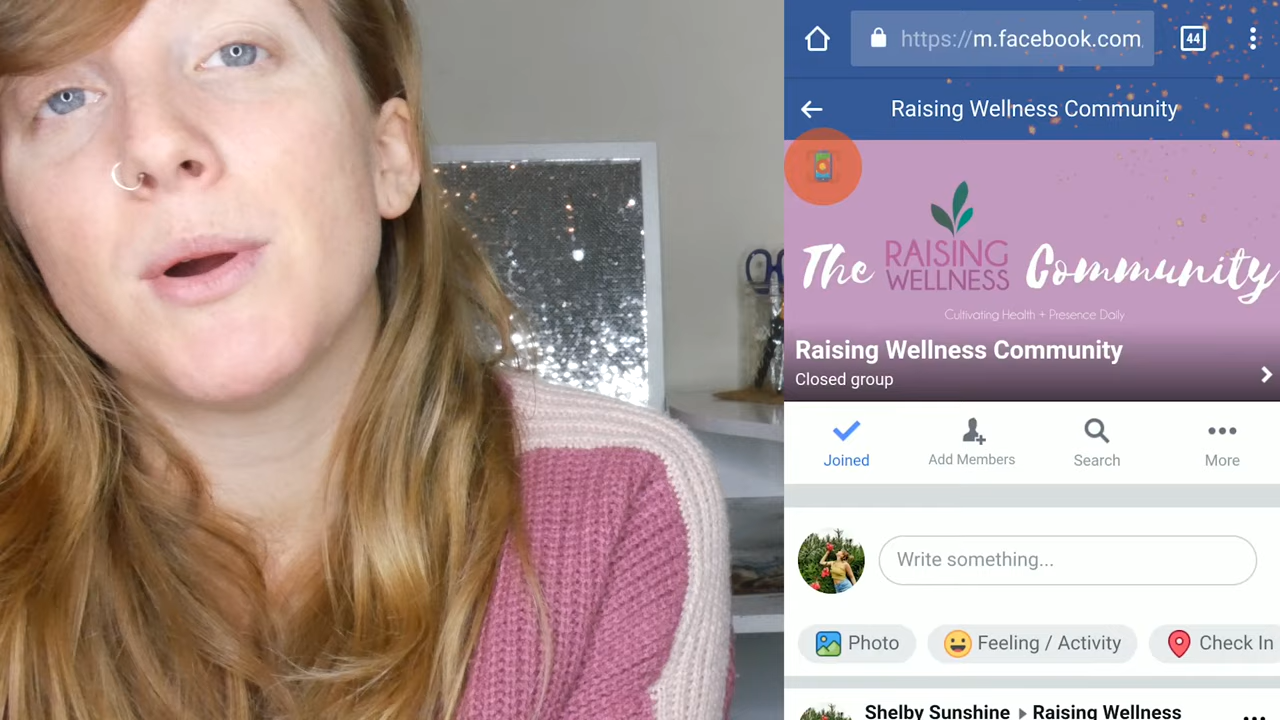 https://m.facebook.com
44
Raising Wellness Community
The RAISING WELLNESS Community
Cultivating Health + Presence Daily
Raising Wellness Community
Closed group
Joined
Add Members
Search
More
Write something...
Photo
Feeling / Activity
Check In
Shelby Sunshine ▸ Raising Wellness